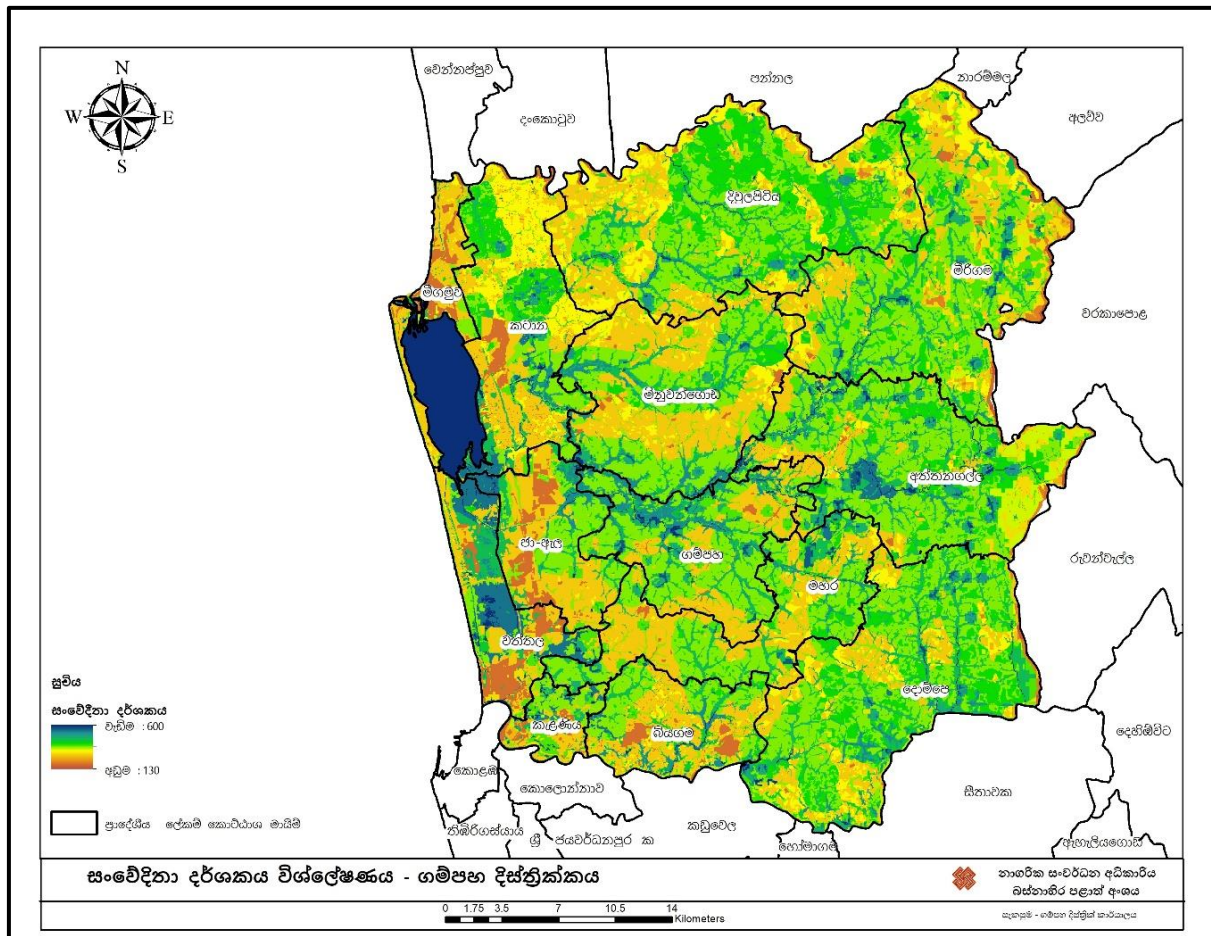 N
W E
S
වෙන්නප්පුව
දංකොටුව
පන්නල
නාරම්මල
අලව්ව
දිවුලපිටිය
මීරිගම
මීගමුව
කටාන
වරකාපොළ
මිනුවන්ගොඩ
අත්තනගල්ල
ජා-ඇල
ගම්පහ
මහර
රුවන්වැල්ල
වත්තල
දොම්පෙ
කැළණිය
බියගම
දෙහිඕවිට
කොළඹ
කොලොන්නාව
සීතාවක
කඩුවෙල
තිඹිරිගස්යාය
ශ්‍රී ජයවර්ධනපුර ක
හෝමාගම
ඇහැලියගොඩ
සුචිය
සංවේදීතා දර්ශකය
වැඩිම : 600
අඩුම : 130
ප්‍රාදේශීය ලේකම් කොට්ඨාශ මායිම්
සංවේදිතා දර්ශකය විශ්ලේෂණය - ගම්පහ දිස්ත්‍රික්කය
0 1.75 3.5 7 10.5 14
Kilometers
නාගරික සංවර්ධන අධිකාරිය
බස්නාහිර පළාත් අංශය
සැකසුම - ගම්පහ දිස්ත්‍රික් කාර්යාලය